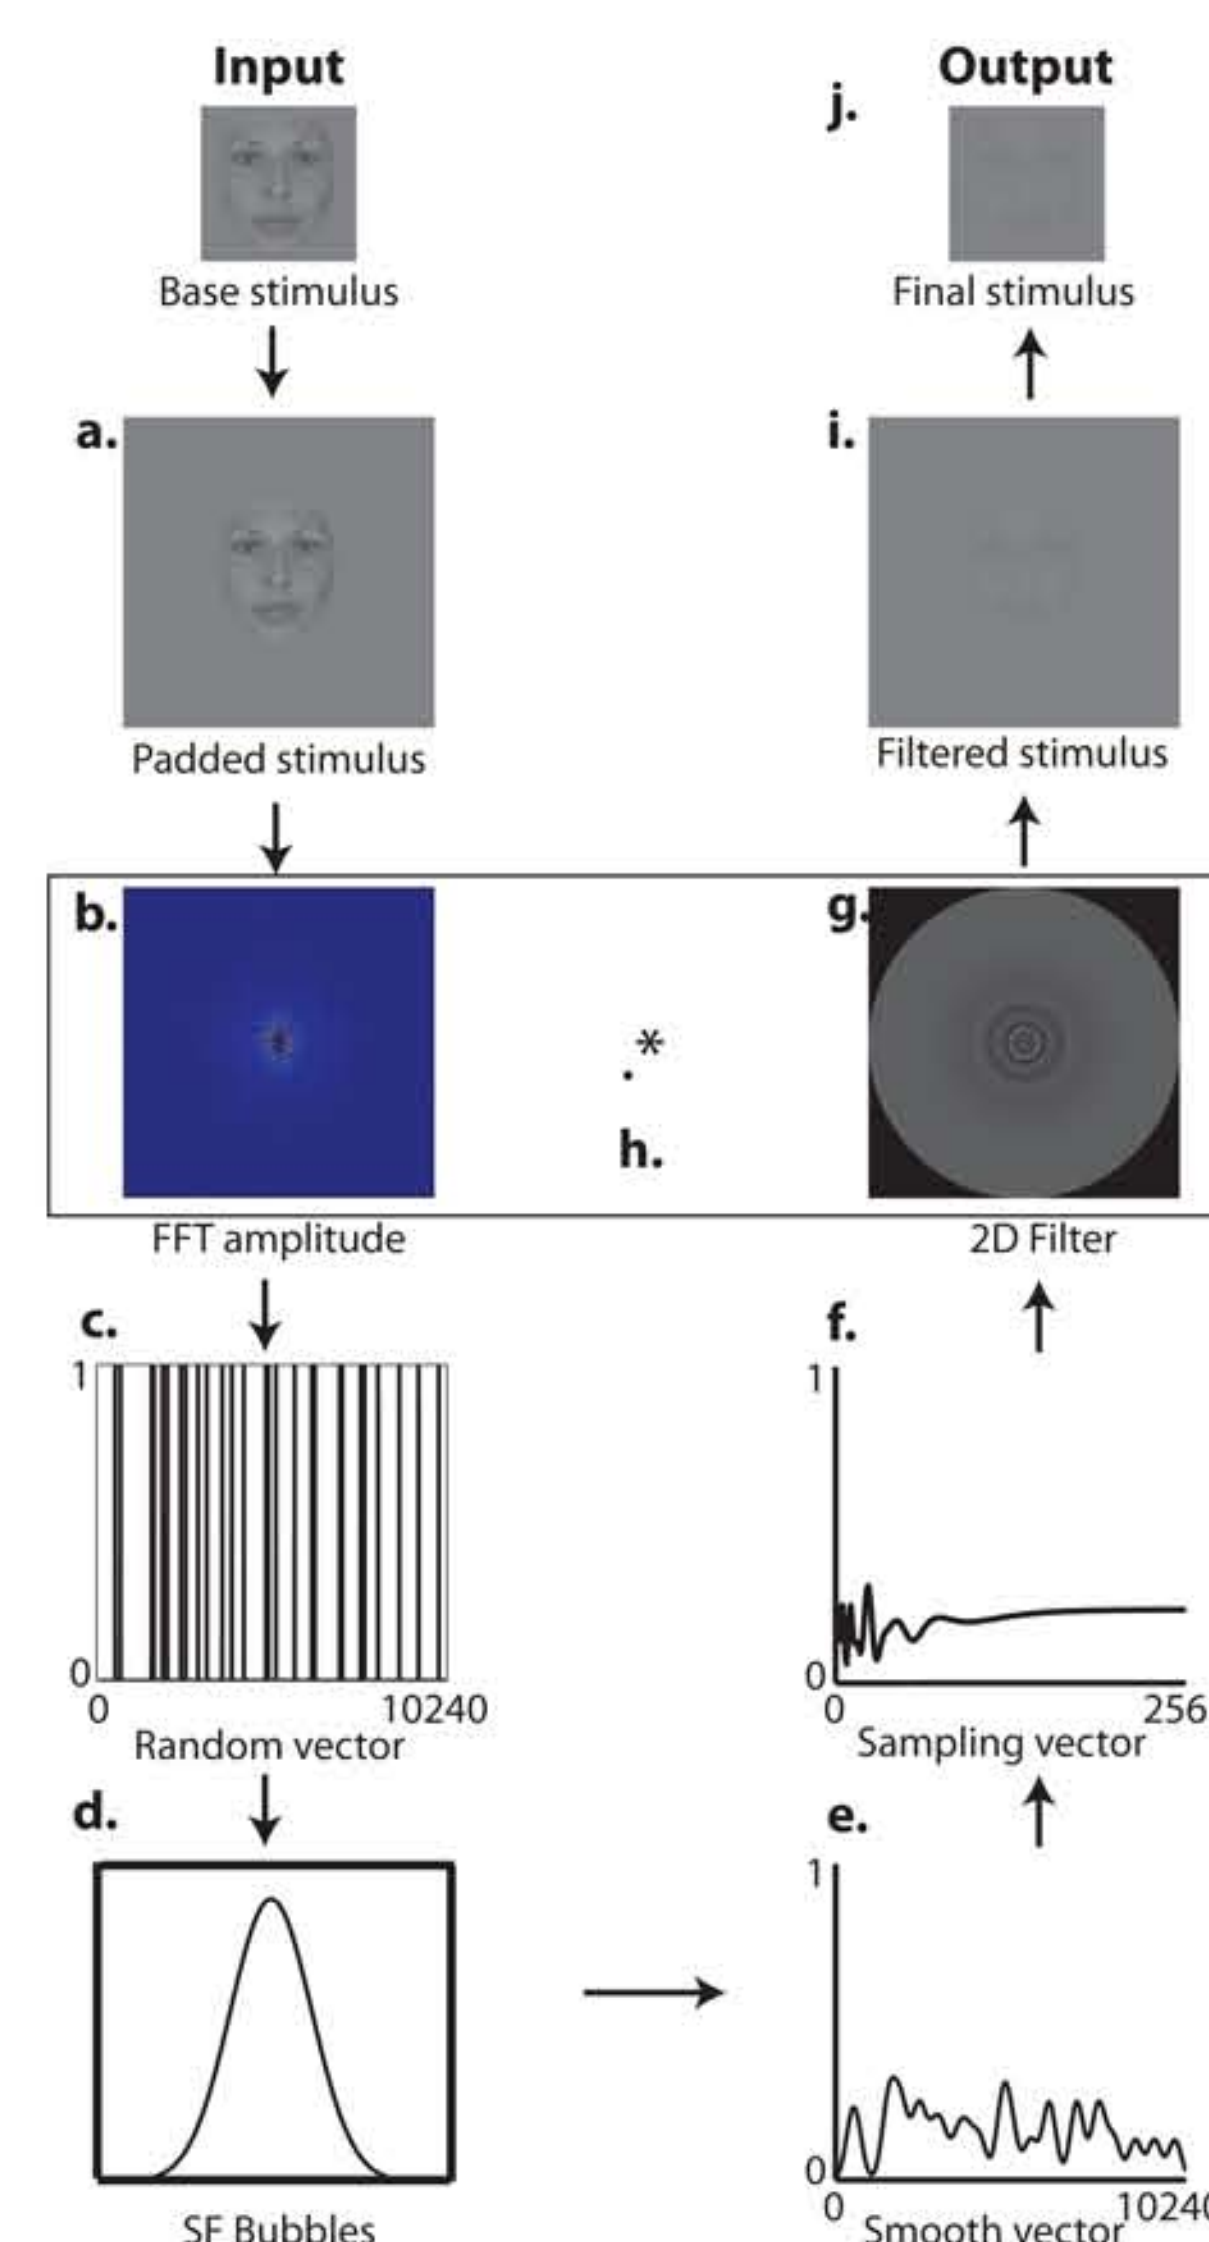 Input
Base stimulus
a.
Padded stimulus
b.
FFT amplitude
c.
1
0
0 10240
Random vector
d.
SF Bubbles
.*
h.
Output
j.
Final stimulus
i.
Filtered stimulus
g.
2D Filter
f.
1
0
0 256
Sampling vector
e.
1
0
0 10240
Smooth vector